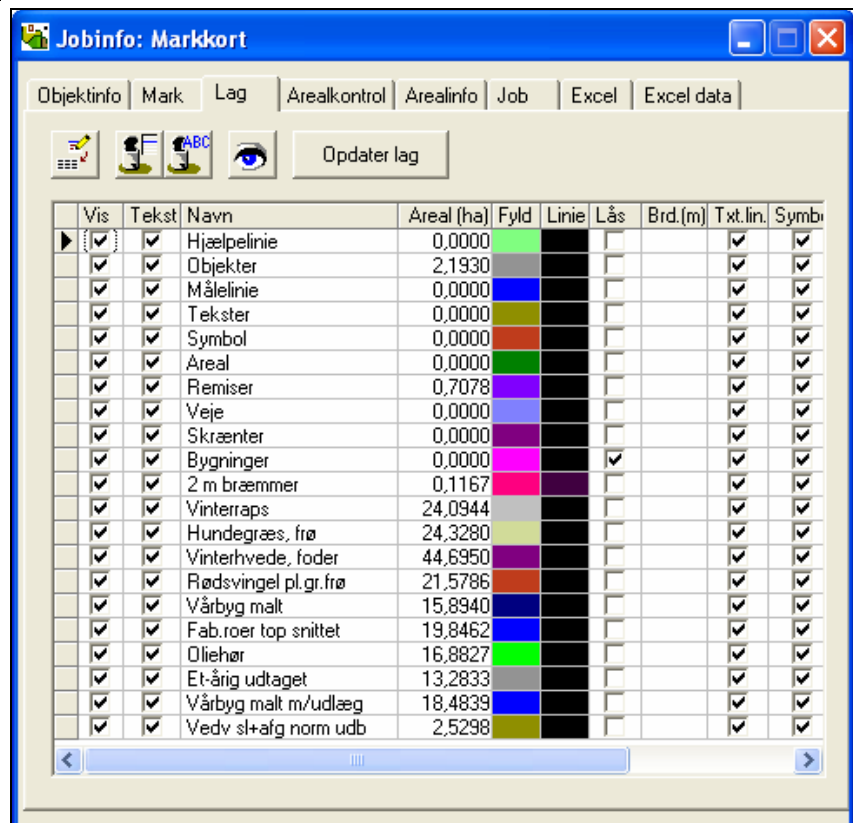 Jobinfo: Markkort
Objektinfo Mark Lag Arealkontrol Arealinfo Job Excel Excel data
ABC Opdater lag
Vis Tekst Navn Areal (ha) Fyld Linie Lås Brd.(m) Txt.lin. Symb
Hjælpelinie 0,0000
Objekter 2,1930
Målelinie 0,0000
Tekster 0,0000
Symbol 0,0000
Areal 0,0000
Remiser 0,7078
Veje 0,0000
Skrænter 0,0000
Bygninger 0,0000
2 m bræmmer 0,1167
Vinterraps 24,0944
Hundegræs, frø 24,3280
Vinterhvede, foder 44,6950
Rødsvingel pl.gr.frø 21,5786
Vårbyg malt 15,8940
Fab.roer top snittet 19,8462
Oliehør 16,8827
Et-årig udtaget 13,2833
Vårbyg malt m/udlæg 18,4839
Vedv sl+afg norm udb 2,5298